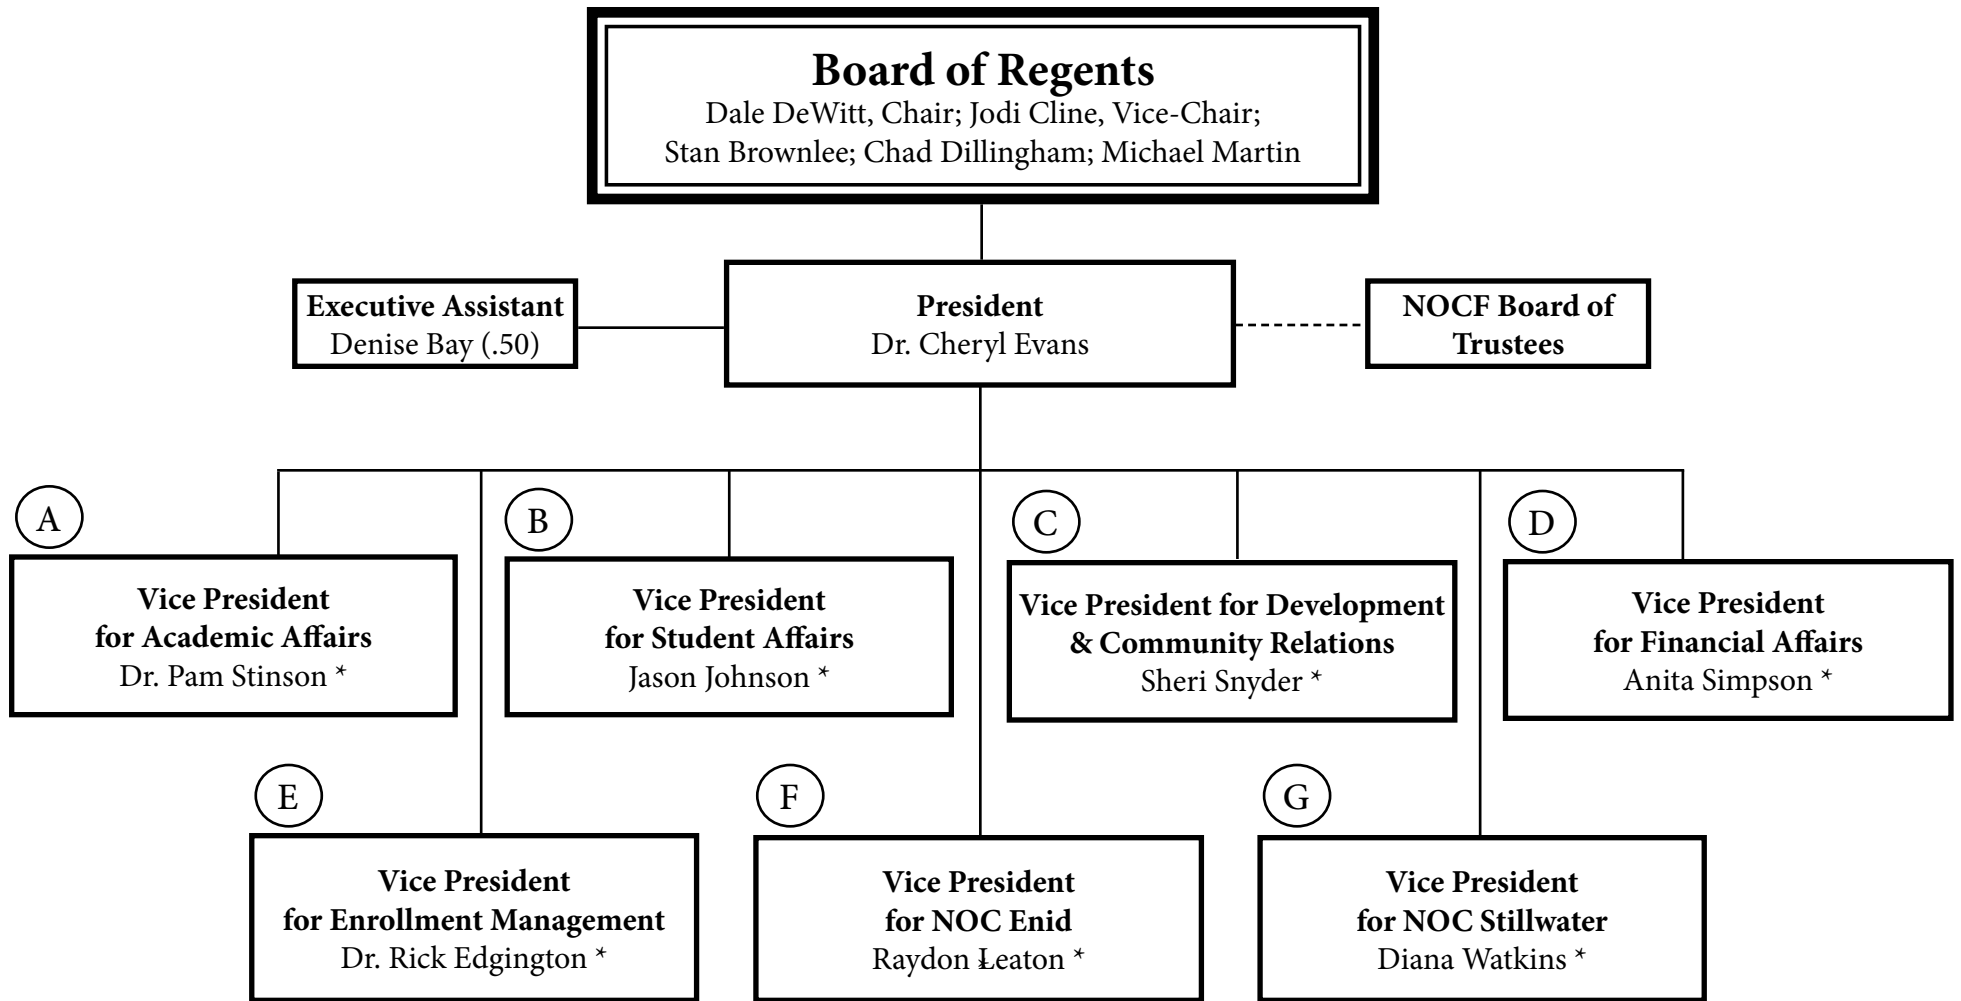 Board of Regents
Dale DeWitt, Chair; Jodi Cline, Vice-Chair;
Stan Brownlee; Chad Dillingham; Michael Martin
Executive Assistant
Denise Bay (.50)
President
Dr. Cheryl Evans
NOCF Board of
Trustees
A
Vice President
for Academic Affairs
Dr. Pam Stinson *
B
Vice President
for Student Affairs
Jason Johnson *
C
Vice President for Development
& Community Relations
Sheri Snyder *
D
Vice President
for Financial Affairs
Anita Simpson *
E
Vice President
for Enrollment Management
Dr. Rick Edgington *
F
Vice President
for NOC Enid
Raydon Leaton *
G
Vice President
for NOC Stillwater
Diana Watkins *